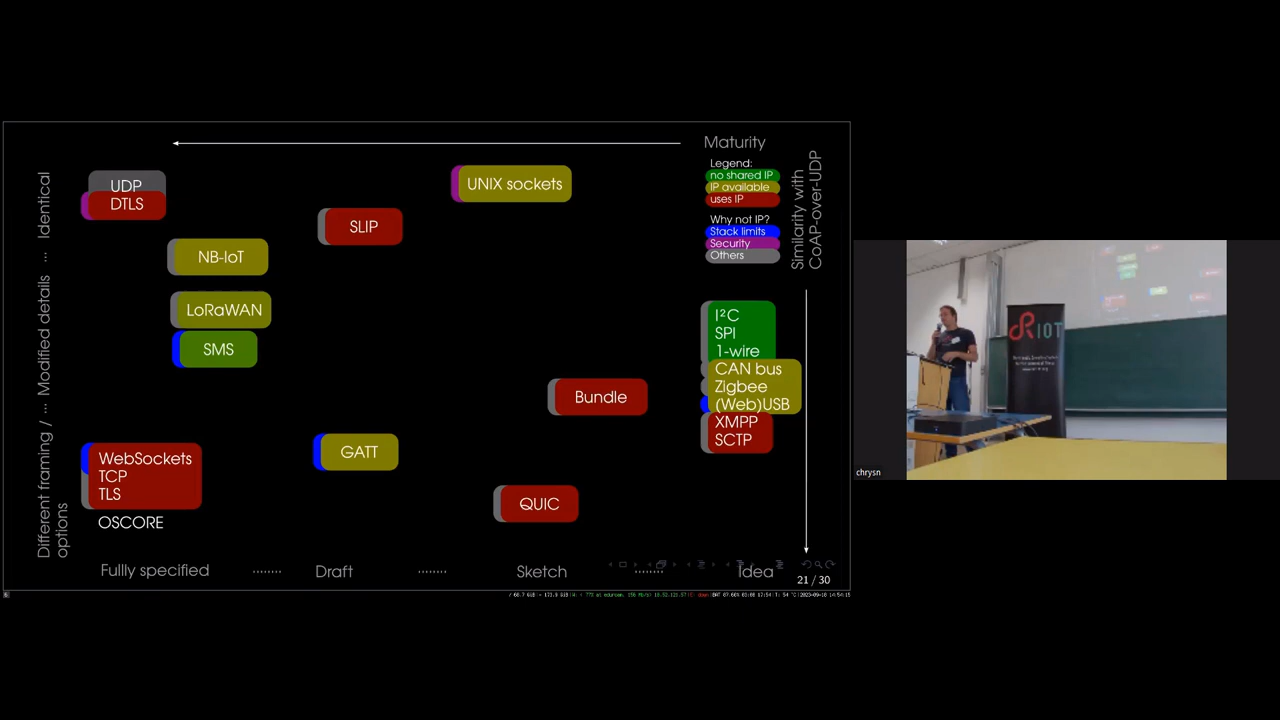 Maturity
Legend:
no shared IP
IP available
uses IP
Why not IP?
Stack limits
Security
Others
Similarity with
CoAP-over-UDP
Different framing / ... Modified details ... Identical
options
UDP
DTLS
UNIX sockets
SLIP
NB-IoT
LoRaWAN
SMS
I²C
SPI
1-wire
CAN bus
Zigbee
(Web)USB
XMPP
SCTP
Bundle
WebSockets
TCP
TLS
OSCORE
GATT
QUIC
Fullly specified ........ Draft ........ Sketch ........ Idea
21 / 30
RIOT
chrysn